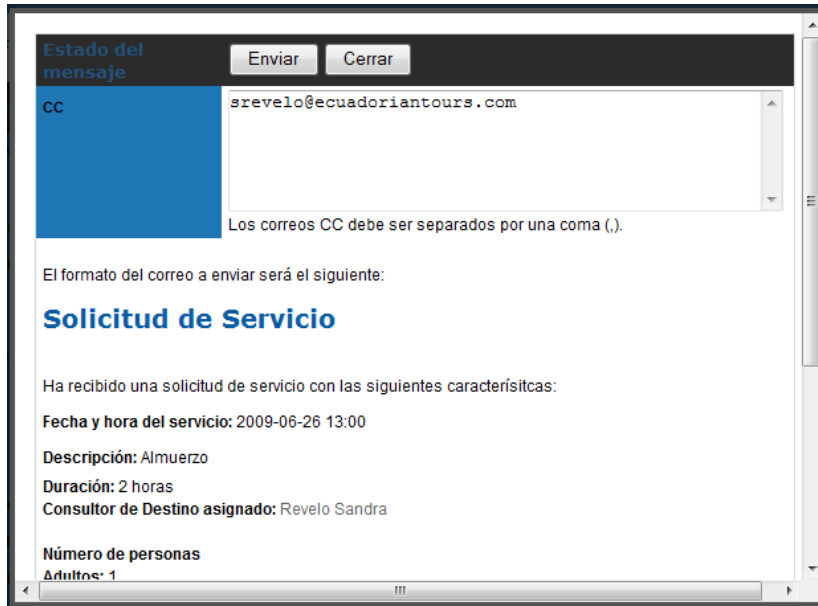 Estado del
mensaje
Enviar
Cerrar
CC
srevelo@ecuadoriantours.com
Los correos CC debe ser separados por una coma (,).
El formato del correo a enviar será el siguiente:
Solicitud de Servicio
Ha recibido una solicitud de servicio con las siguientes caracterísitcas:
Fecha y hora del servicio: 2009-06-26 13:00
Descripción: Almuerzo
Duración: 2 horas
Consultor de Destino asignado: Revelo Sandra
Número de personas
Adultos: 1